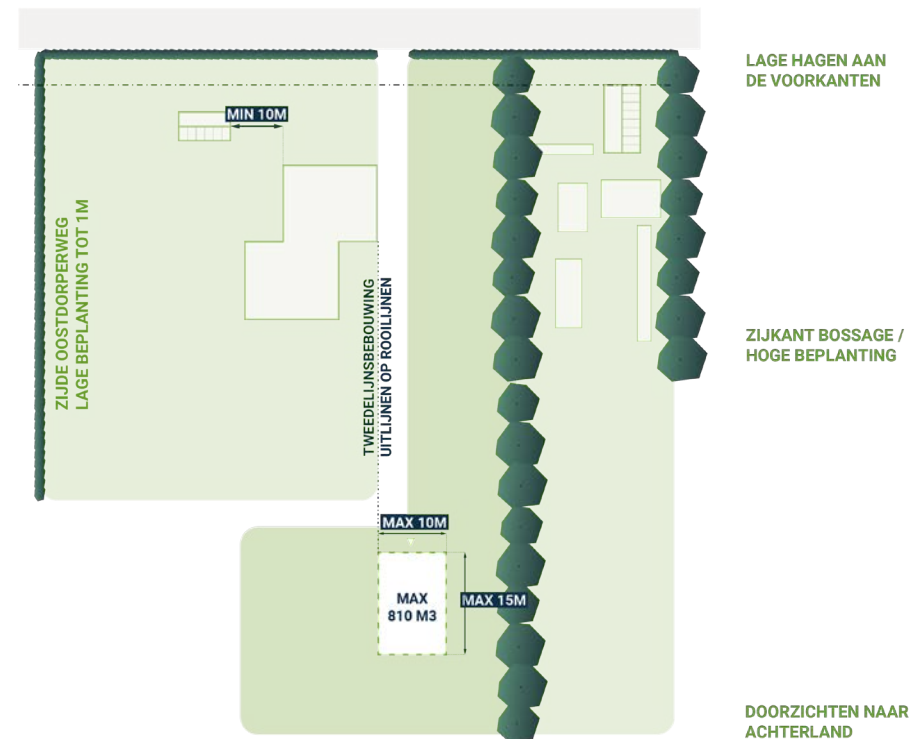 LAGE HAGEN AAN
DE VOORKANTEN
MIN 10M
ZIJDE OOSTDORPERWEG
LAGE BEPLANTING TOT 1M
TWEEDELIJNSBEBOUWING
UITLIJNEN OP ROOILIJNEN
ZIJKANT BOSSAGE /
HOGE BEPLANTING
MAX 10M
MAX
810 M3
MAX 15M
DOORZICHTEN NAAR
ACHTERLAND